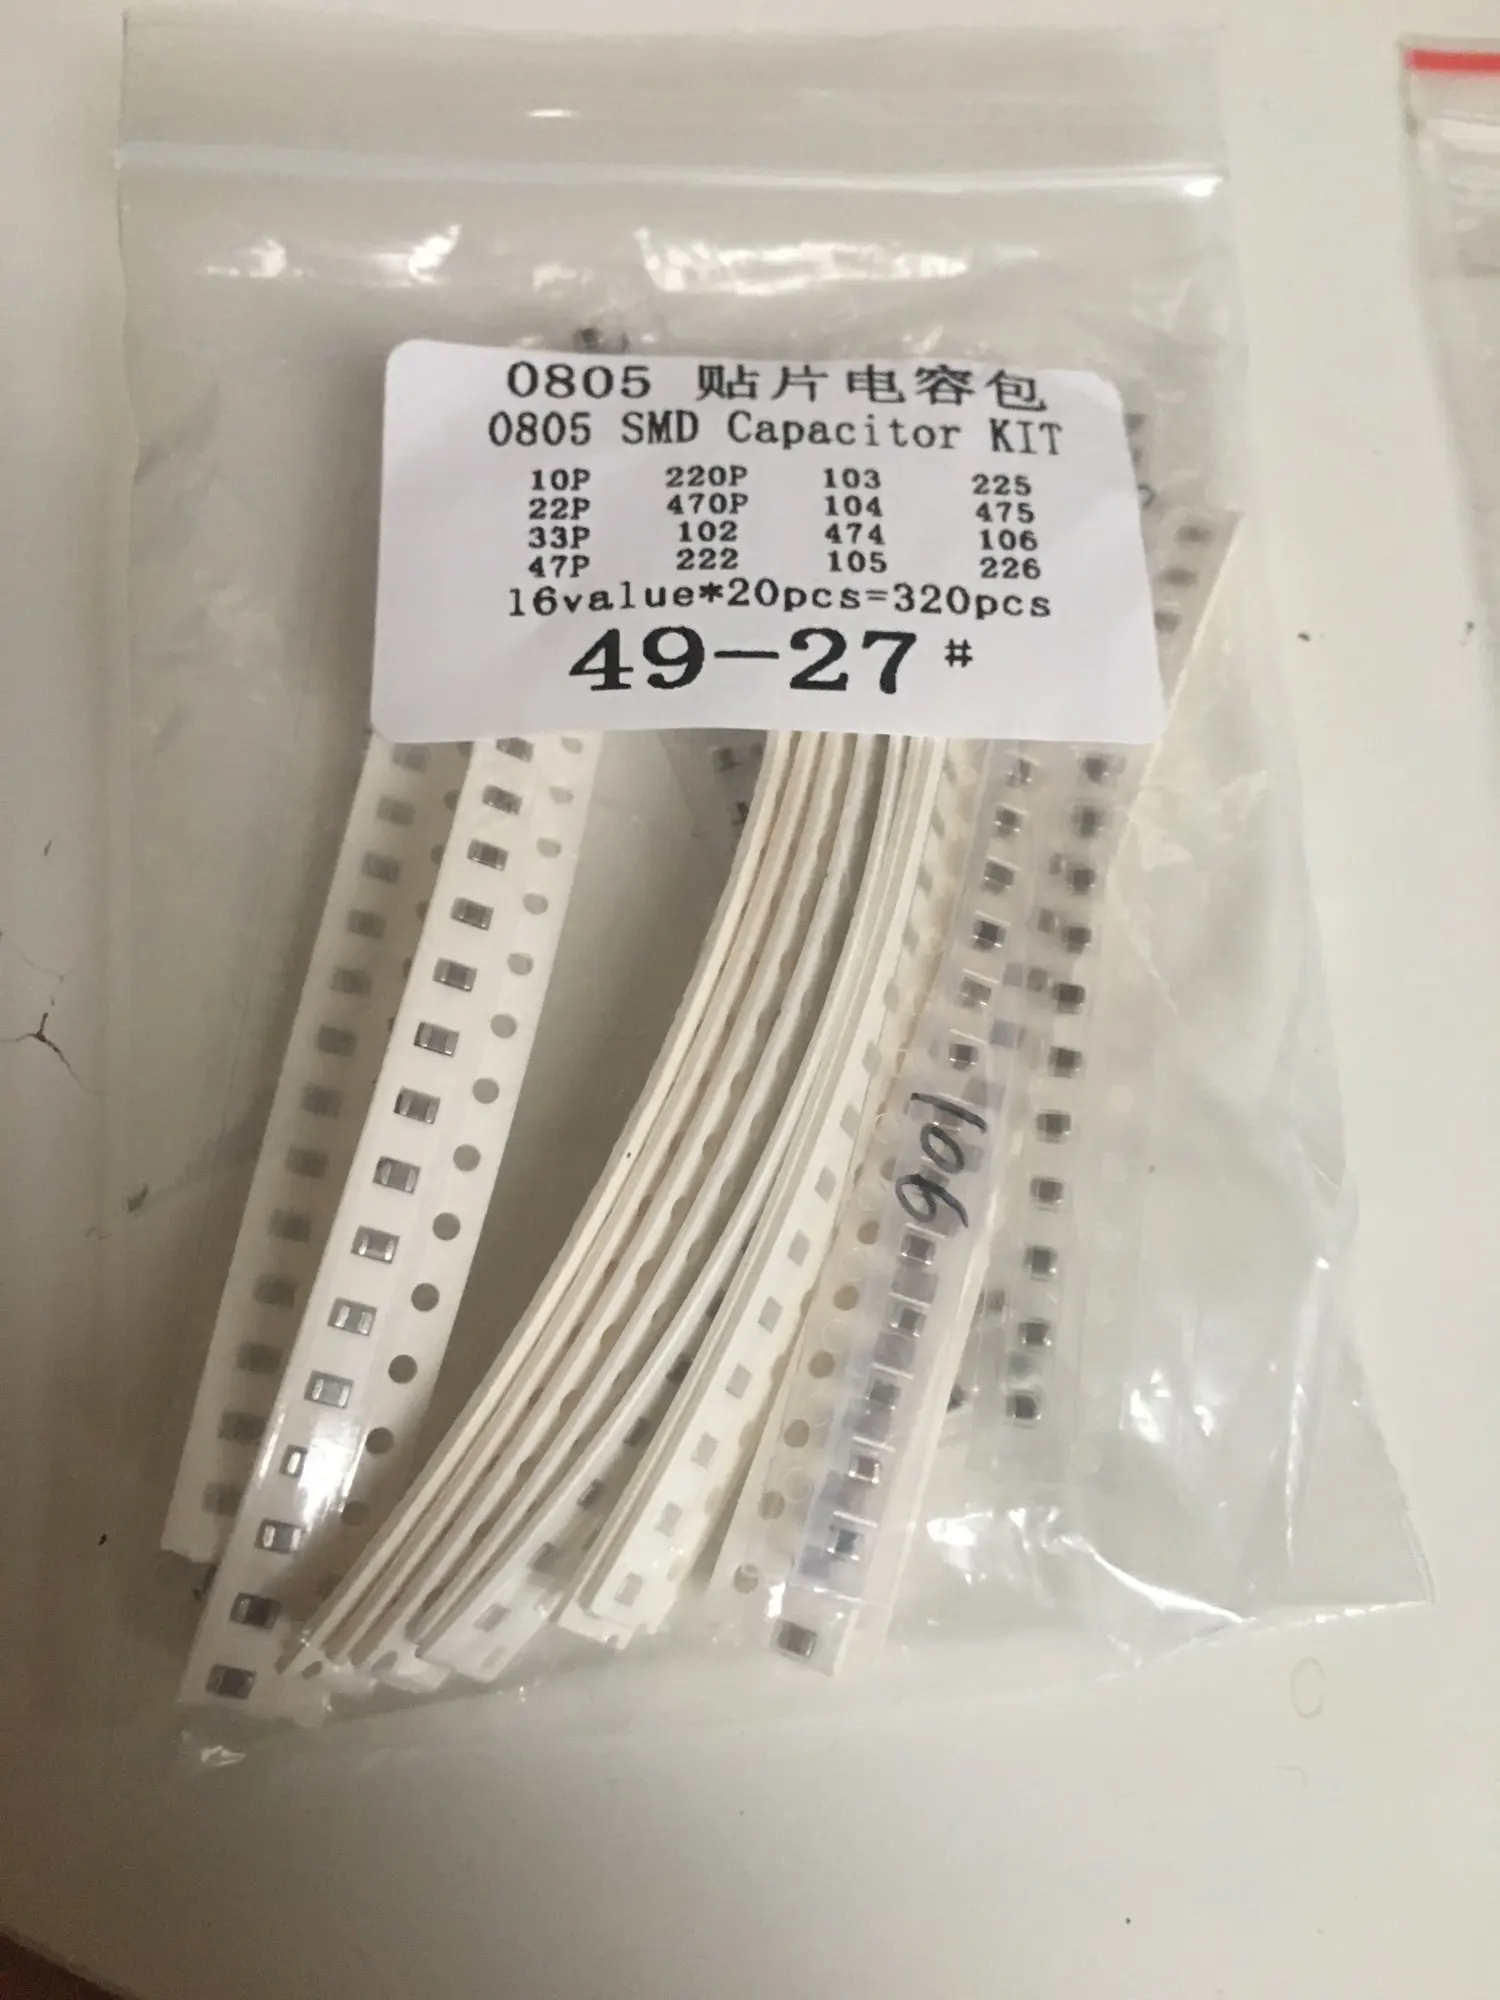 0805 贴片电容包
0805 SMD Capacitor KIT
10P 220P 103 225
22P 470P 104 475
33P 102 474 106
47P 222 105 226
16value*20pcs=320pcs
49-27#
106